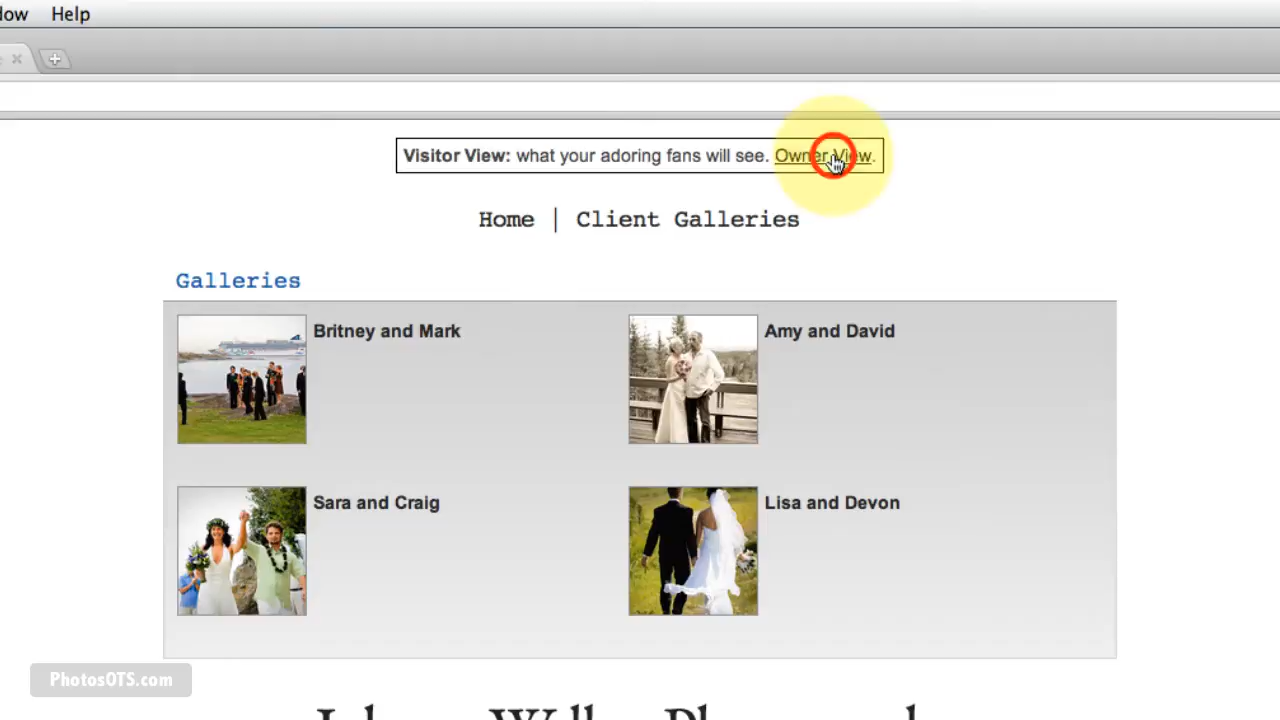 Help
Visitor View: what your adoring fans will see. Owner View.
Home | Client Galleries
Galleries
Britney and Mark
Amy and David
Sara and Craig
Lisa and Devon
PhotosOTS.com